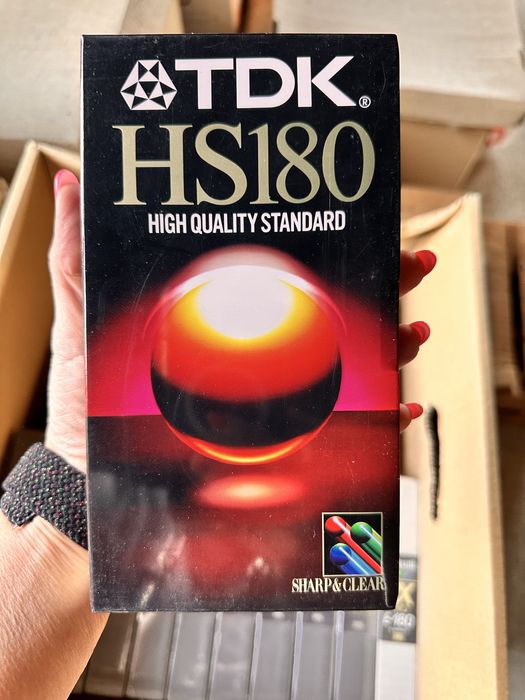 TDK®
HS180
HIGH QUALITY STANDARD
SHARP & CLEAR